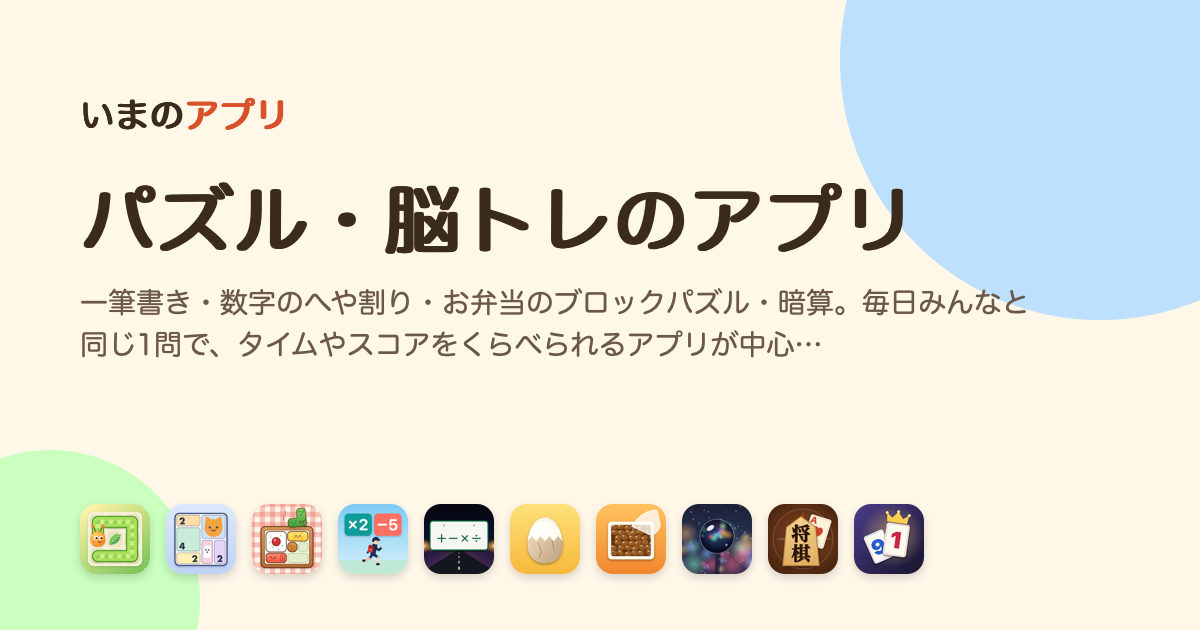 いまのアプリ
パズル・脳トレのアプリ
一筆書き・数字のへや割り・お弁当のブロックパズル・暗算。毎日みんなと
同じ1問で、タイムやスコアをくらべられるアプリが中心…
2
4
2
2
×2 −5
+−×÷
将棋
A
9
1